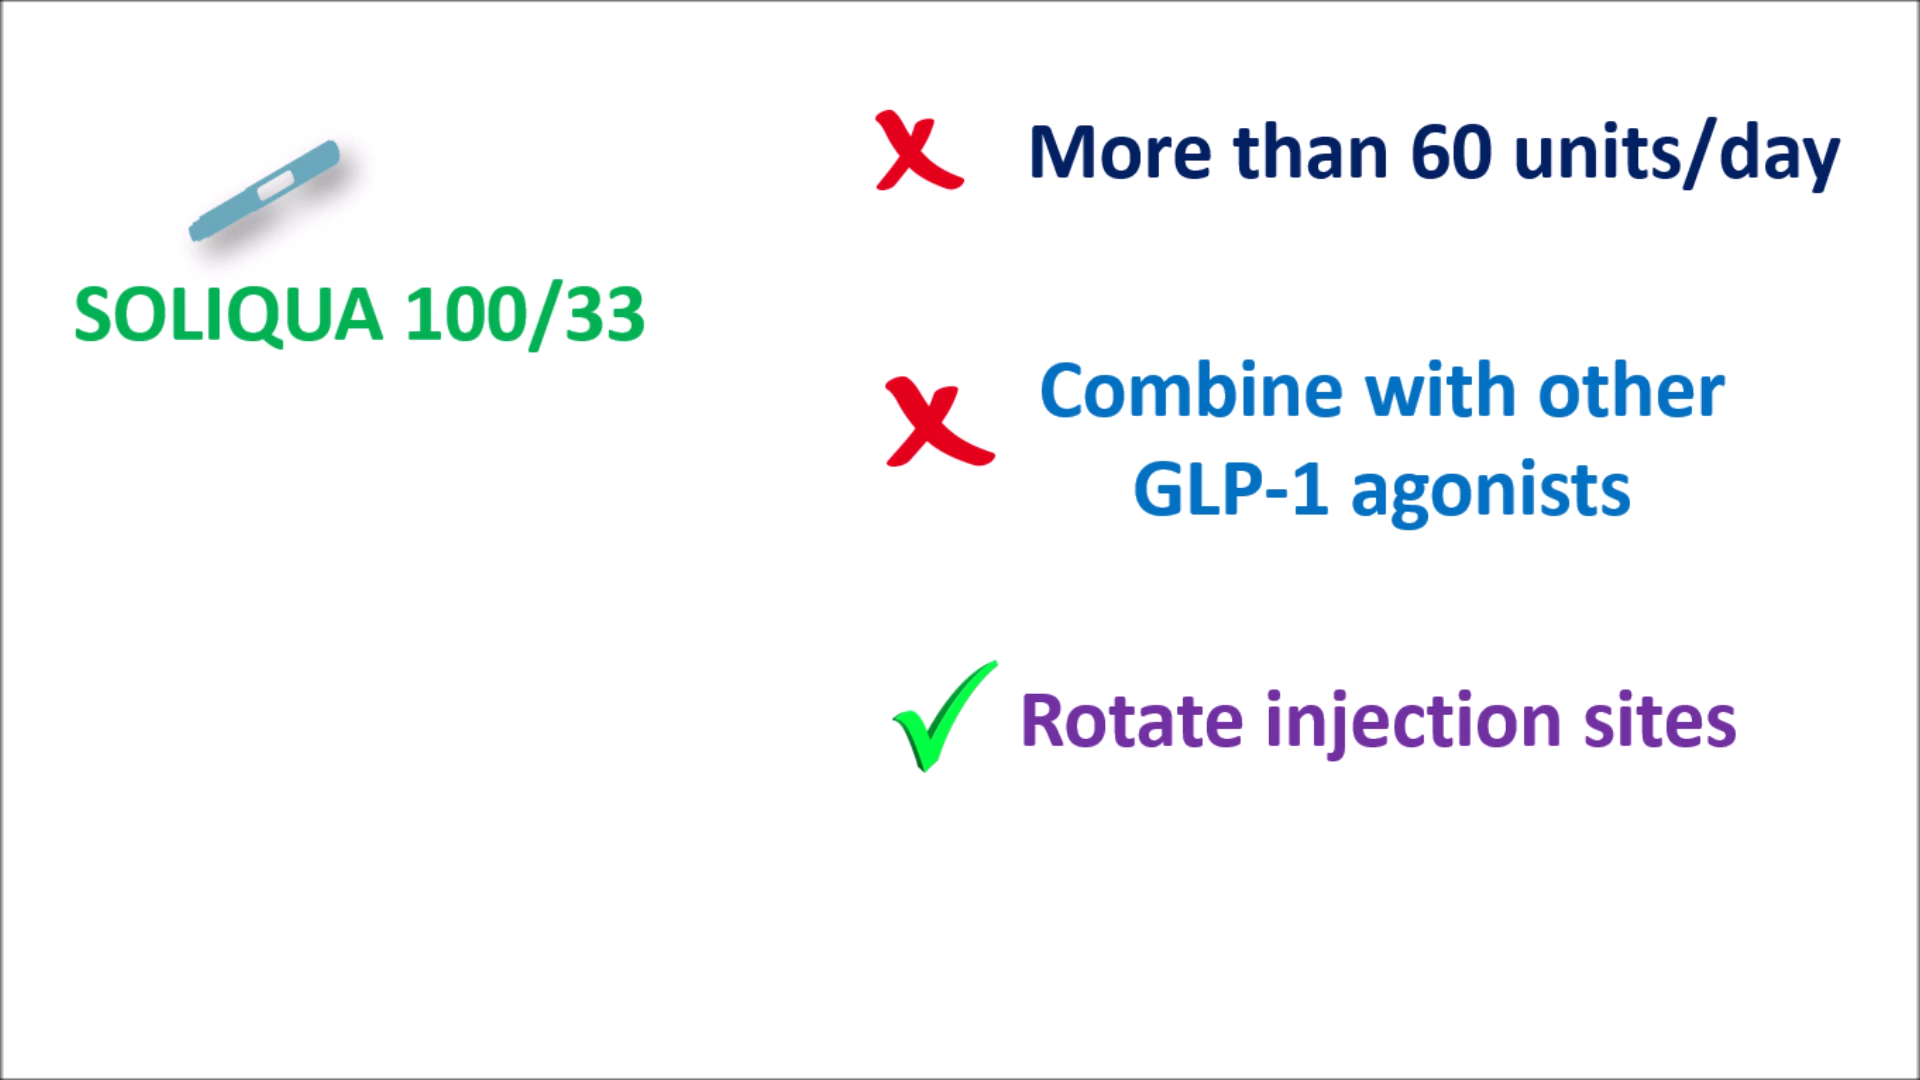 SOLIQUA 100/33
More than 60 units/day
Combine with other
GLP-1 agonists
Rotate injection sites